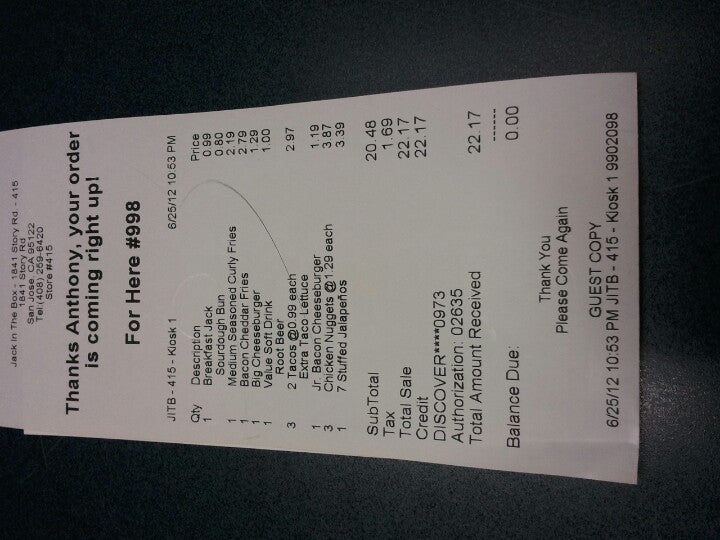 Jack In The Box - 1841 Story Rd. - 415
1841 Story Rd
San Jose, CA 95122
Tel (408) 259-6420
Store #415
Thanks Anthony, your order
is coming right up!
For Here #998
JITB - 415 - Kiosk 1 6/25/12 10:53 PM
Qty Description Price
1 Breakfast Jack 0.99
Sourdough Bun 0.80
1 Medium Seasoned Curly Fries 2.19
1 Bacon Cheddar Fries 2.79
1 Big Cheeseburger 1.29
1 Value Soft Drink 1.00
Root Beer
3 2 Tacos @0.99 each 2.97
Extra Taco Lettuce
1 Jr. Bacon Cheeseburger 1.19
3 Chicken Nuggets @1.29 each 3.87
1 7 Stuffed Jalapeños 3.39
SubTotal 20.48
Tax 1.69
Total Sale 22.17
Credit 22.17
DISCOVER****0973
Authorization: 02635
Total Amount Received 22.17
------
Balance Due: 0.00
Thank You
Please Come Again
GUEST COPY
6/25/12 10:53 PM JITB - 415 - Kiosk 1 9902098